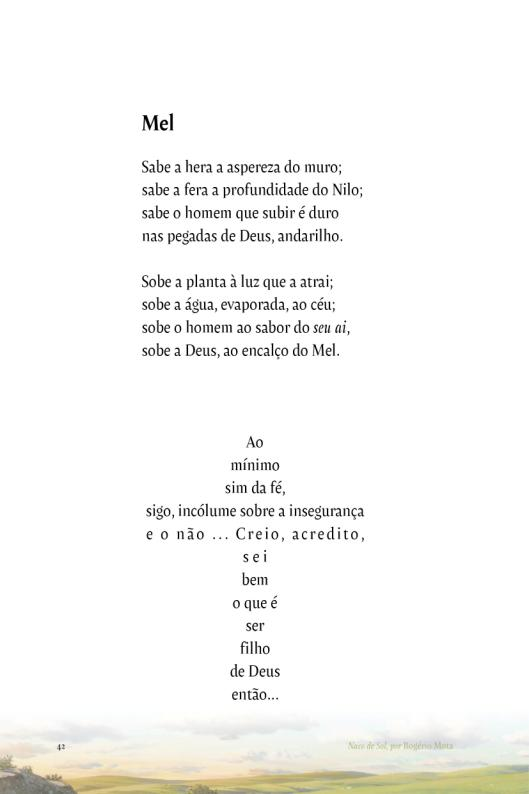 Mel
Sabe a hera a aspereza do muro;
sabe a fera a profundidade do Nilo;
sabe o homem que subir é duro
nas pegadas de Deus, andarilho.
Sobe a planta à luz que a atrai;
sobe a água, evaporada, ao céu;
sobe o homem ao sabor do seu ai,
sobe a Deus, ao encalço do Mel.
Ao
mínimo
sim da fé,
sigo, incólume sobre a insegurança
e o não ... Creio, acredito,
sei
bem
o que é
ser
filho
de Deus
então...
42
Naco de Sol, por Rogério Mota